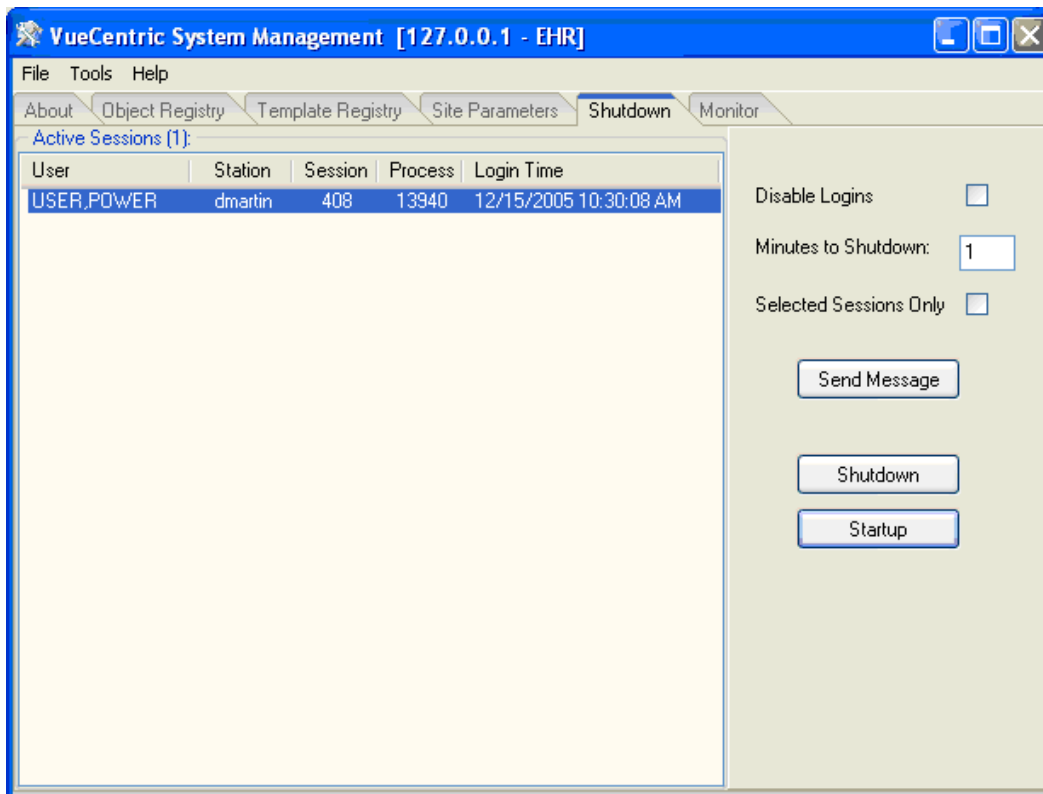 VueCentric System Management [127.0.0.1 - EHR]
File Tools Help
About Object Registry Template Registry Site Parameters Shutdown Monitor
Active Sessions (1):
User Station Session Process Login Time
USER,POWER dmartin 408 13940 12/15/2005 10:30:08 AM
Disable Logins
Minutes to Shutdown: 1
Selected Sessions Only
Send Message
Shutdown
Startup